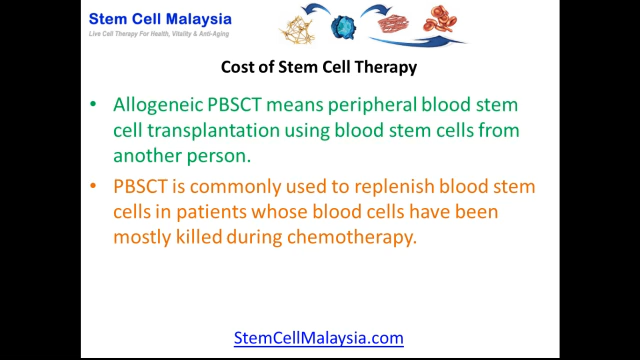 Stem Cell Malaysia
Live Cell Therapy For Health, Vitality & Anti-Aging
Cost of Stem Cell Therapy
• Allogeneic PBSCT means peripheral blood stem
cell transplantation using blood stem cells from
another person.
• PBSCT is commonly used to replenish blood stem
cells in patients whose blood cells have been
mostly killed during chemotherapy.
StemCellMalaysia.com